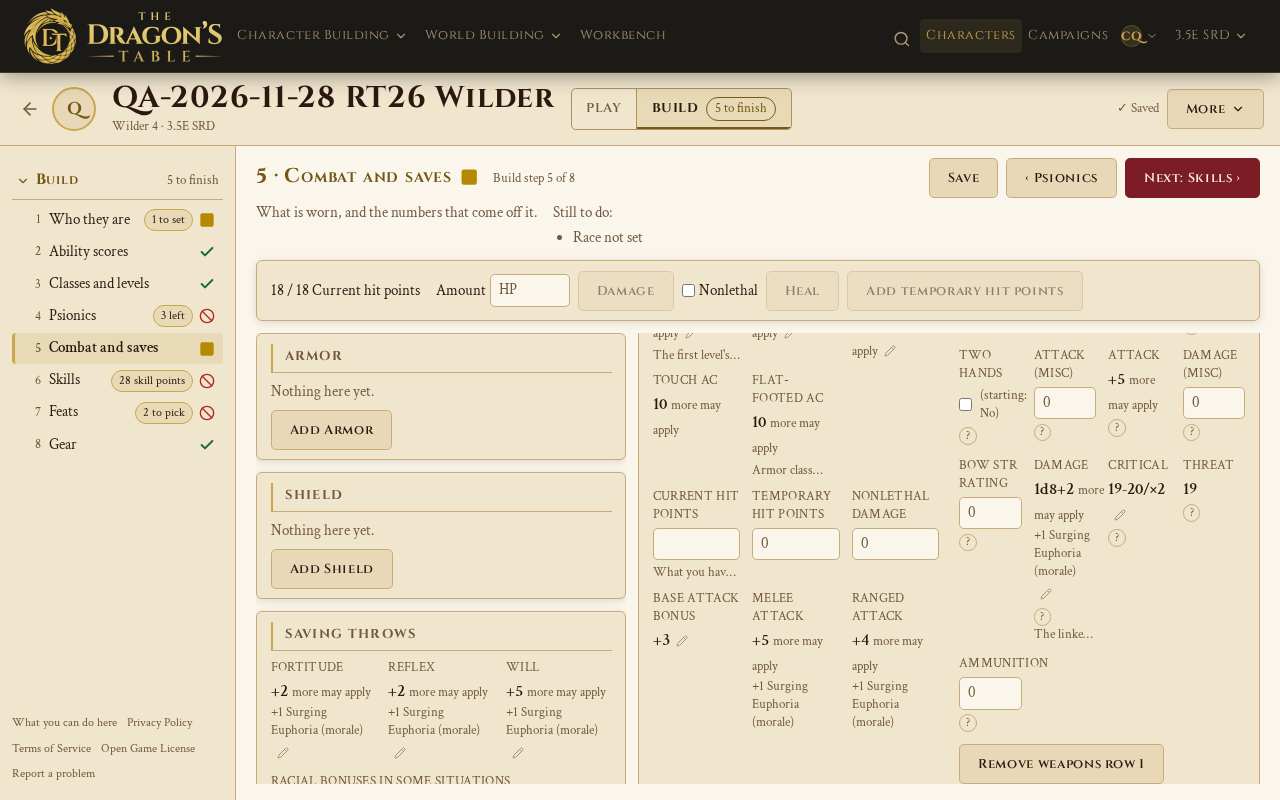 THE
DRAGON'S
TABLE
DT
CHARACTER BUILDING
WORLD BUILDING
WORKBENCH
CHARACTERS
CAMPAIGNS
CQ
3.5E SRD
Q
QA-2026-11-28 RT26 WILDER
Wilder 4 · 3.5E SRD
PLAY
BUILD 5 to finish
✓ Saved
MORE
BUILD 5 to finish
1 Who they are 1 to set
2 Ability scores
3 Classes and levels
4 Psionics 3 left
5 Combat and saves
6 Skills 28 skill points
7 Feats 2 to pick
8 Gear
What you can do here Privacy Policy
Terms of Service Open Game License
Report a problem
5 · COMBAT AND SAVES Build step 5 of 8
SAVE
‹ PSIONICS
NEXT: SKILLS ›
What is worn, and the numbers that come off it. Still to do:
• Race not set
18 / 18 Current hit points Amount HP DAMAGE Nonlethal HEAL ADD TEMPORARY HIT POINTS
ARMOR
Nothing here yet.
ADD ARMOR
SHIELD
Nothing here yet.
ADD SHIELD
SAVING THROWS
FORTITUDE
+2 more may apply
+1 Surging
Euphoria (morale)
REFLEX
+2 more may apply
+1 Surging
Euphoria (morale)
WILL
+5 more may apply
+1 Surging
Euphoria (morale)
RACIAL BONUSES IN SOME SITUATIONS
apply
The first level's...
apply
apply
TOUCH AC
10 more may
apply
FLAT-
FOOTED AC
10 more may
apply
Armor class...
CURRENT HIT
POINTS
What you hav...
TEMPORARY
HIT POINTS
0
NONLETHAL
DAMAGE
0
BASE ATTACK
BONUS
+3
MELEE
ATTACK
+5 more may
apply
+1 Surging
Euphoria
(morale)
RANGED
ATTACK
+4 more may
apply
+1 Surging
Euphoria
(morale)
TWO
HANDS
(starting:
No)
?
ATTACK
(MISC)
0
?
ATTACK
+5 more
may apply
?
DAMAGE
(MISC)
0
?
BOW STR
RATING
0
?
DAMAGE
1d8+2 more
may apply
+1 Surging
Euphoria
(morale)
?
The linke...
CRITICAL
19-20/×2
?
THREAT
19
?
AMMUNITION
0
?
REMOVE WEAPONS ROW 1